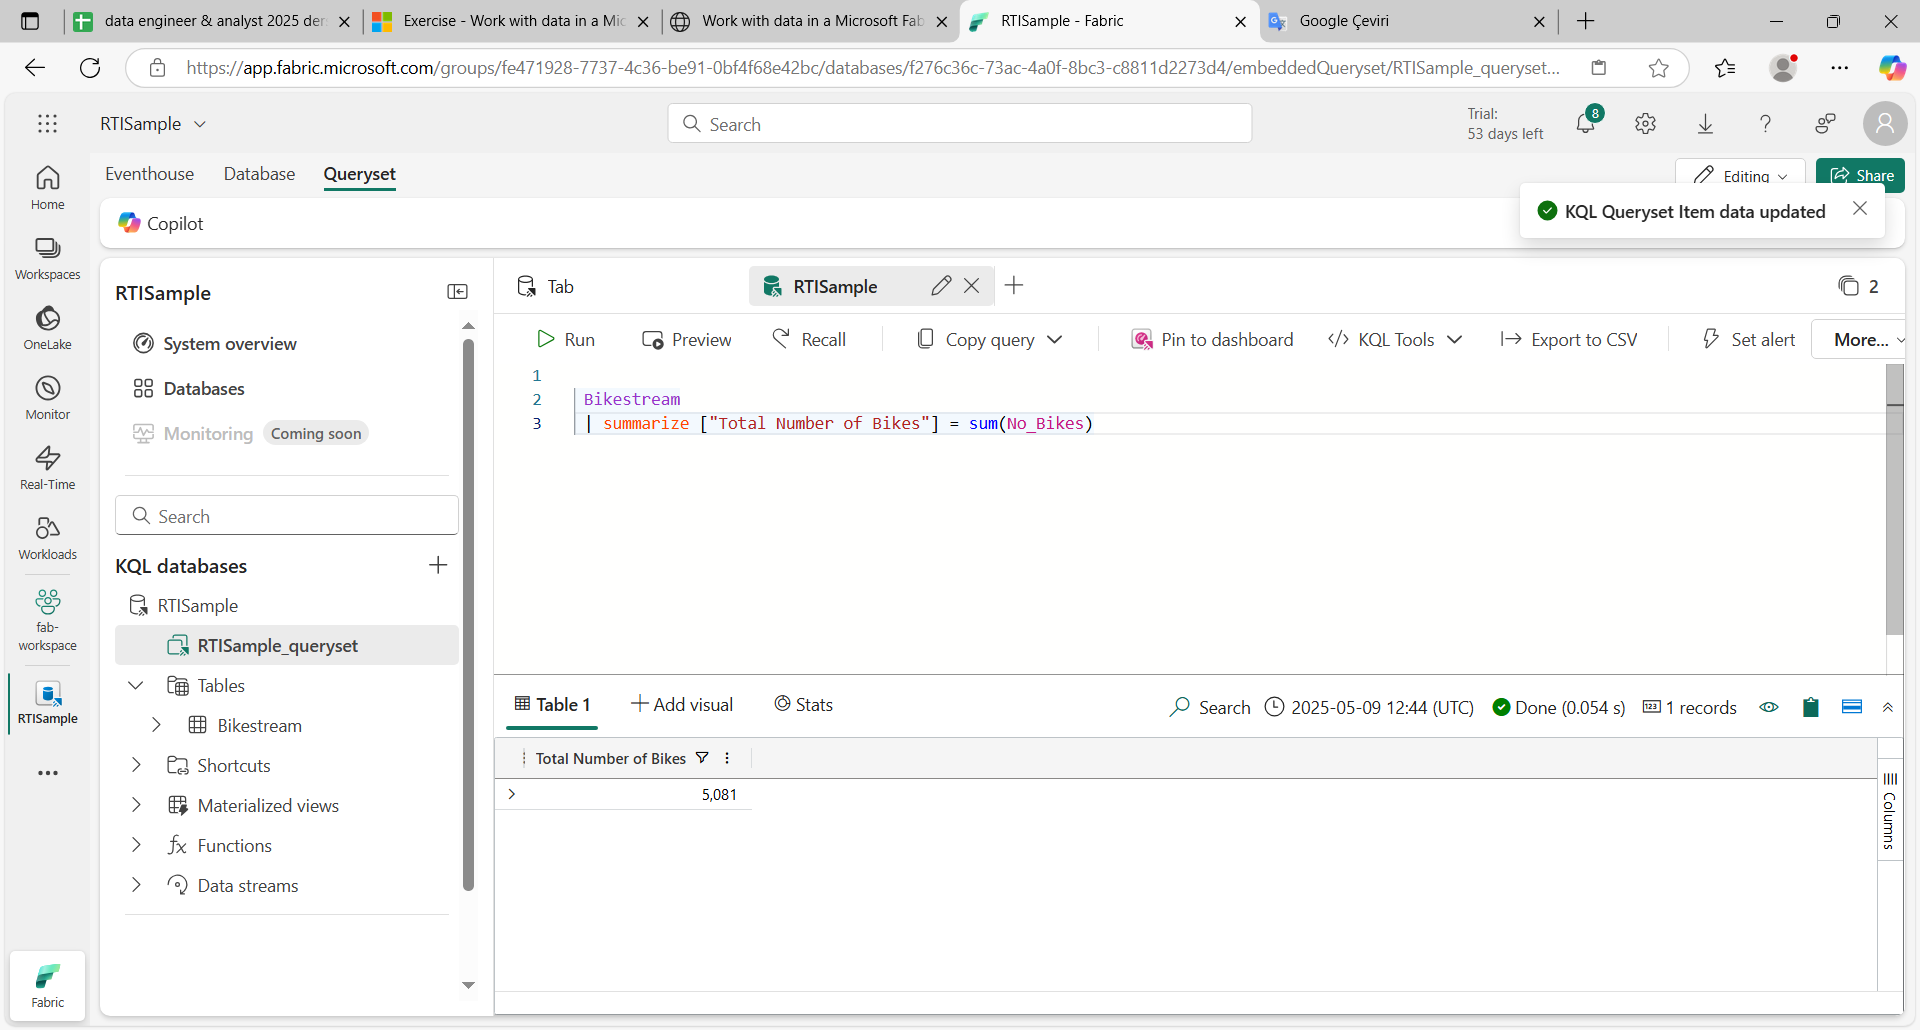 data engineer & analyst 2025 der
Exercise - Work with data in a Mic
Work with data in a Microsoft Fab
RTISample - Fabric
Google Çeviri
https://app.fabric.microsoft.com/groups/fe471928-7737-4c36-be91-0bf4f68e42bc/databases/f276c36c-73ac-4a0f-8bc3-c8811d2273d4/embeddedQueryset/RTISample_queryset...
RTISample
Search
Trial:
53 days left
8
Eventhouse
Database
Queryset
Editing
Share
KQL Queryset Item data updated
Copilot
Home
Workspaces
OneLake
Monitor
Real-Time
Workloads
fab-
workspace
RTISample
Fabric
RTISample
System overview
Databases
Monitoring
Coming soon
Search
KQL databases
RTISample
RTISample_queryset
Tables
Bikestream
Shortcuts
Materialized views
Functions
Data streams
Tab
RTISample
2
Run
Preview
Recall
Copy query
Pin to dashboard
KQL Tools
Export to CSV
Set alert
More...
1
2 Bikestream
3 | summarize ["Total Number of Bikes"] = sum(No_Bikes)
Table 1
Add visual
Stats
Search
2025-05-09 12:44 (UTC)
Done (0.054 s)
123
1 records
Total Number of Bikes
5,081
Columns